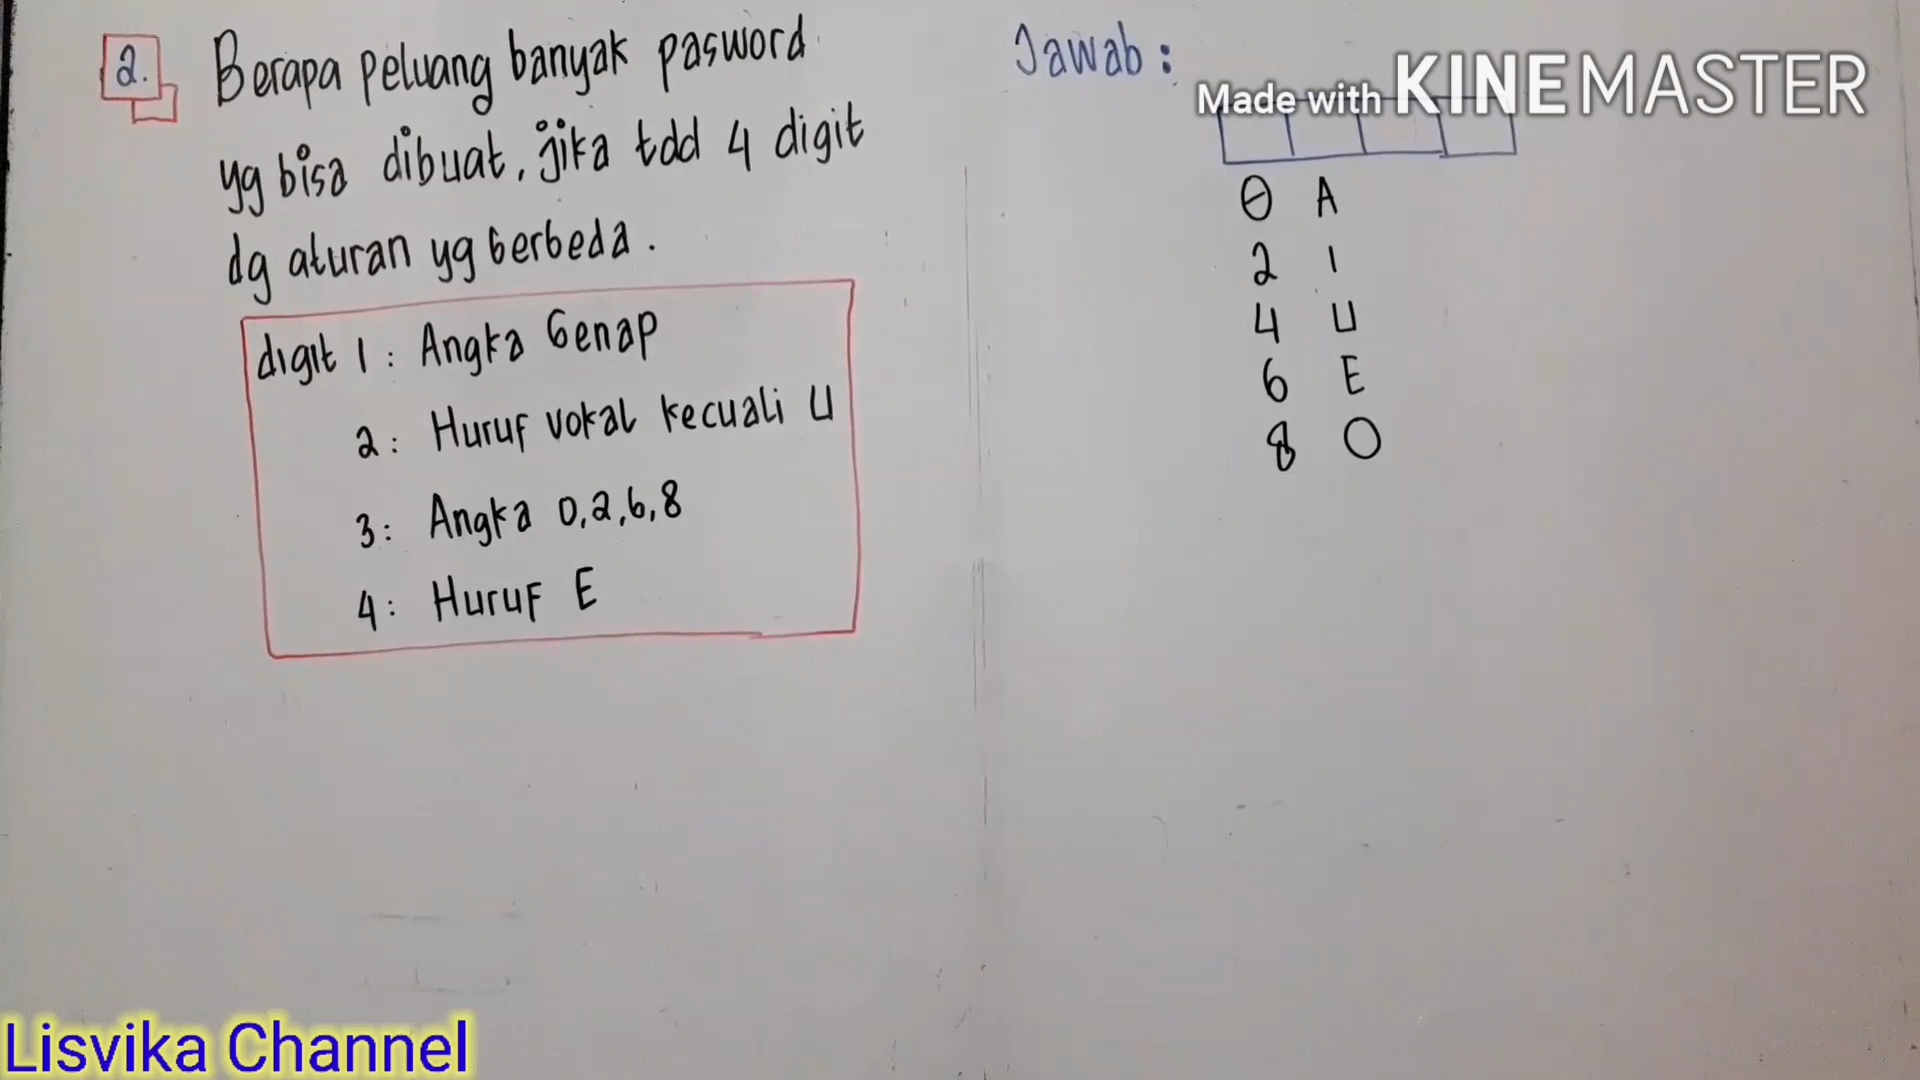 2. Berapa peluang banyak pasword
yg bisa dibuat, jika tdd 4 digit
dg aturan yg berbeda.
digit 1 : Angka Genap
2 : Huruf vokal kecuali U
3 : Angka 0,2,6,8
4 : Huruf E
Jawab :
Made with KINEMASTER
0 A
2 I
4 U
6 E
8 O
Lisvika Channel